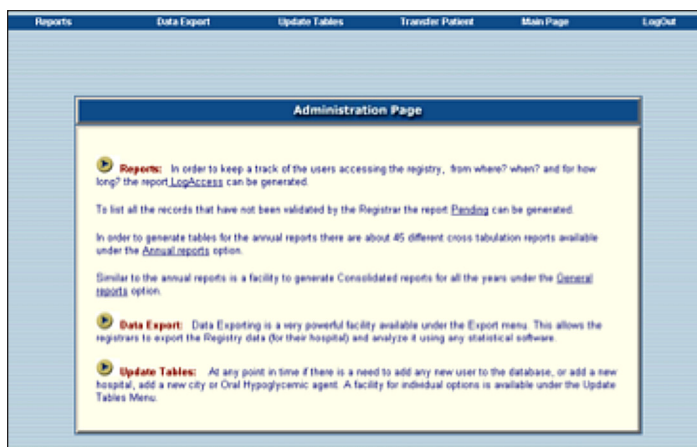 Reports Data Export Update Tables Transfer Patient Main Page LogOut
Administration Page
Reports: In order to keep a track of the users accessing the registry, from where? when? and for how
long? the report LogAccess can be generated.
To list all the records that have not been validated by the Registrar the report Pending can be generated.
In order to generate tables for the annual reports there are about 45 different cross tabulation reports available
under the Annual reports option.
Similar to the annual reports is a facility to generate Consolidated reports for all the years under the General
reports option.
Data Export: Data Exporting is a very powerful facility available under the Export menu. This allows the
registrars to export the Registry data (for their hospital) and analyze it using any statistical software.
Update Tables: At any point in time if there is a need to add any new user to the database, or add a new
hospital, add a new city or Oral Hypoglycemic agent. A facility for individual options is available under the Update
Tables Menu.